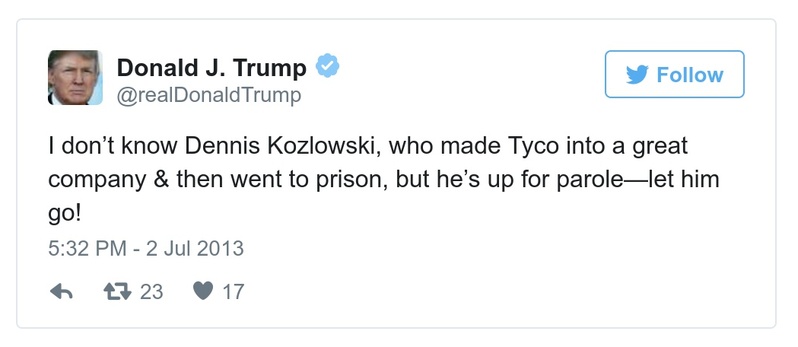 Donald J. Trump
@realDonaldTrump
Follow
I don’t know Dennis Kozlowski, who made Tyco into a great
company & then went to prison, but he’s up for parole—let him
go!
5:32 PM - 2 Jul 2013
23 17